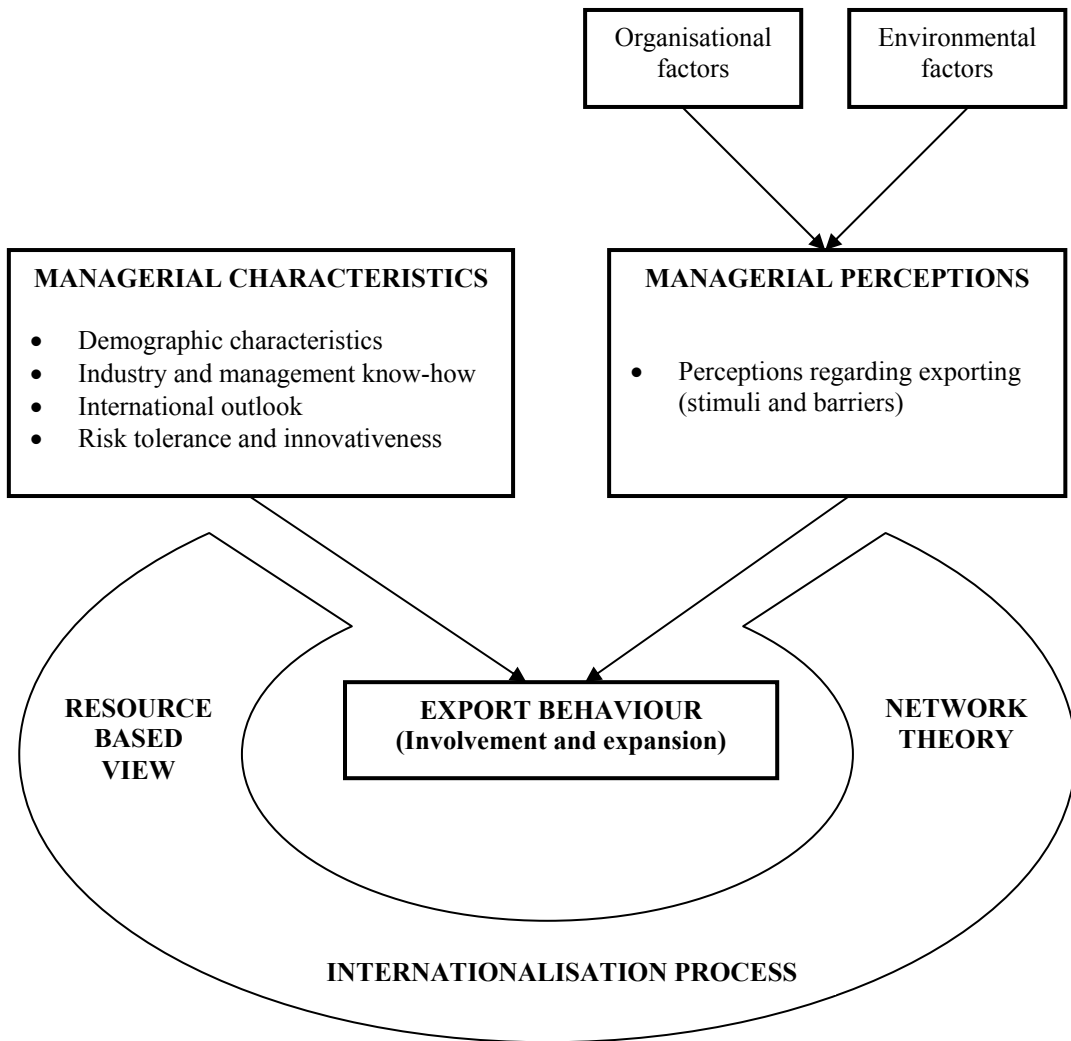 Organisational
factors
Environmental
factors
MANAGERIAL CHARACTERISTICS
• Demographic characteristics
• Industry and management know-how
• International outlook
• Risk tolerance and innovativeness
MANAGERIAL PERCEPTIONS
• Perceptions regarding exporting
(stimuli and barriers)
RESOURCE
BASED
VIEW
EXPORT BEHAVIOUR
(Involvement and expansion)
NETWORK
THEORY
INTERNATIONALISATION PROCESS